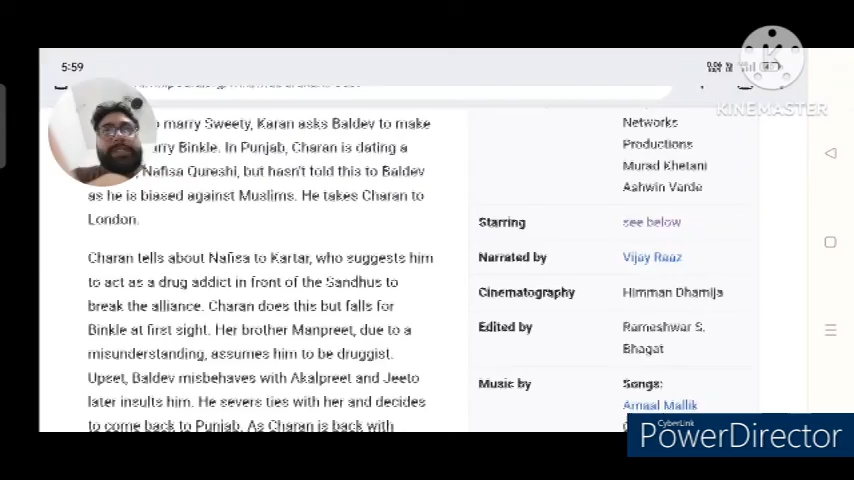 5:59
KINEMASTER
marry Sweety, Karan asks Baldev to make
Binkle. In Punjab, Charan is dating a
Nafisa Qureshi, but hasn't told this to Baldev
as he is biased against Muslims. He takes Charan to
London.
Charan tells about Nafisa to Kartar, who suggests him
to act as a drug addict in front of the Sandhus to
break the alliance. Charan does this but falls for
Binkle at first sight. Her brother Manpreet, due to a
misunderstanding, assumes him to be druggist.
Upset, Baldev misbehaves with Akalpreet and Jeeto
later insults him. He severs ties with her and decides
to come back to Punjab. As Charan is back with
Networks
Productions
Murad Khetani
Ashwin Varde
Starring see below
Narrated by Vijay Raaz
Cinematography Himman Dhamija
Edited by Rameshwar S.
Bhagat
Music by Songs:
Amaal Mallik
CyberLink
PowerDirector